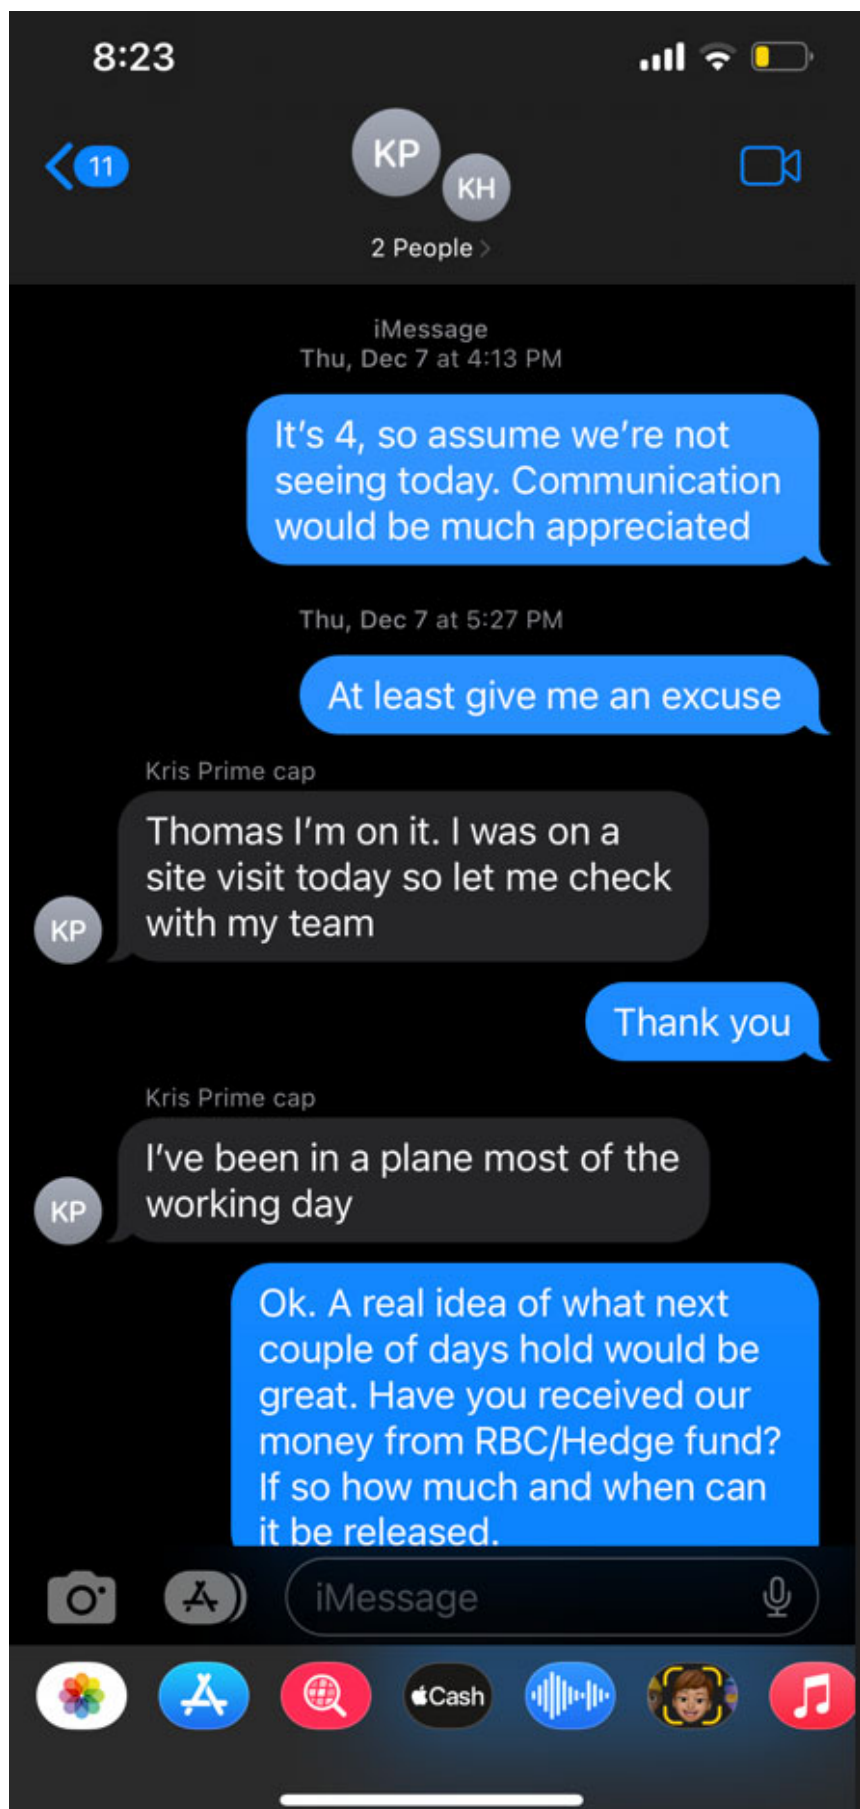 8:23
11
KP
KH
2 People
iMessage
Thu, Dec 7 at 4:13 PM
It's 4, so assume we're not
seeing today. Communication
would be much appreciated
Thu, Dec 7 at 5:27 PM
At least give me an excuse
Kris Prime cap
Thomas I'm on it. I was on a
site visit today so let me check
with my team
KP
Thank you
Kris Prime cap
I've been in a plane most of the
working day
KP
Ok. A real idea of what next
couple of days hold would be
great. Have you received our
money from RBC/Hedge fund?
If so how much and when can
it be released.
iMessage
Cash